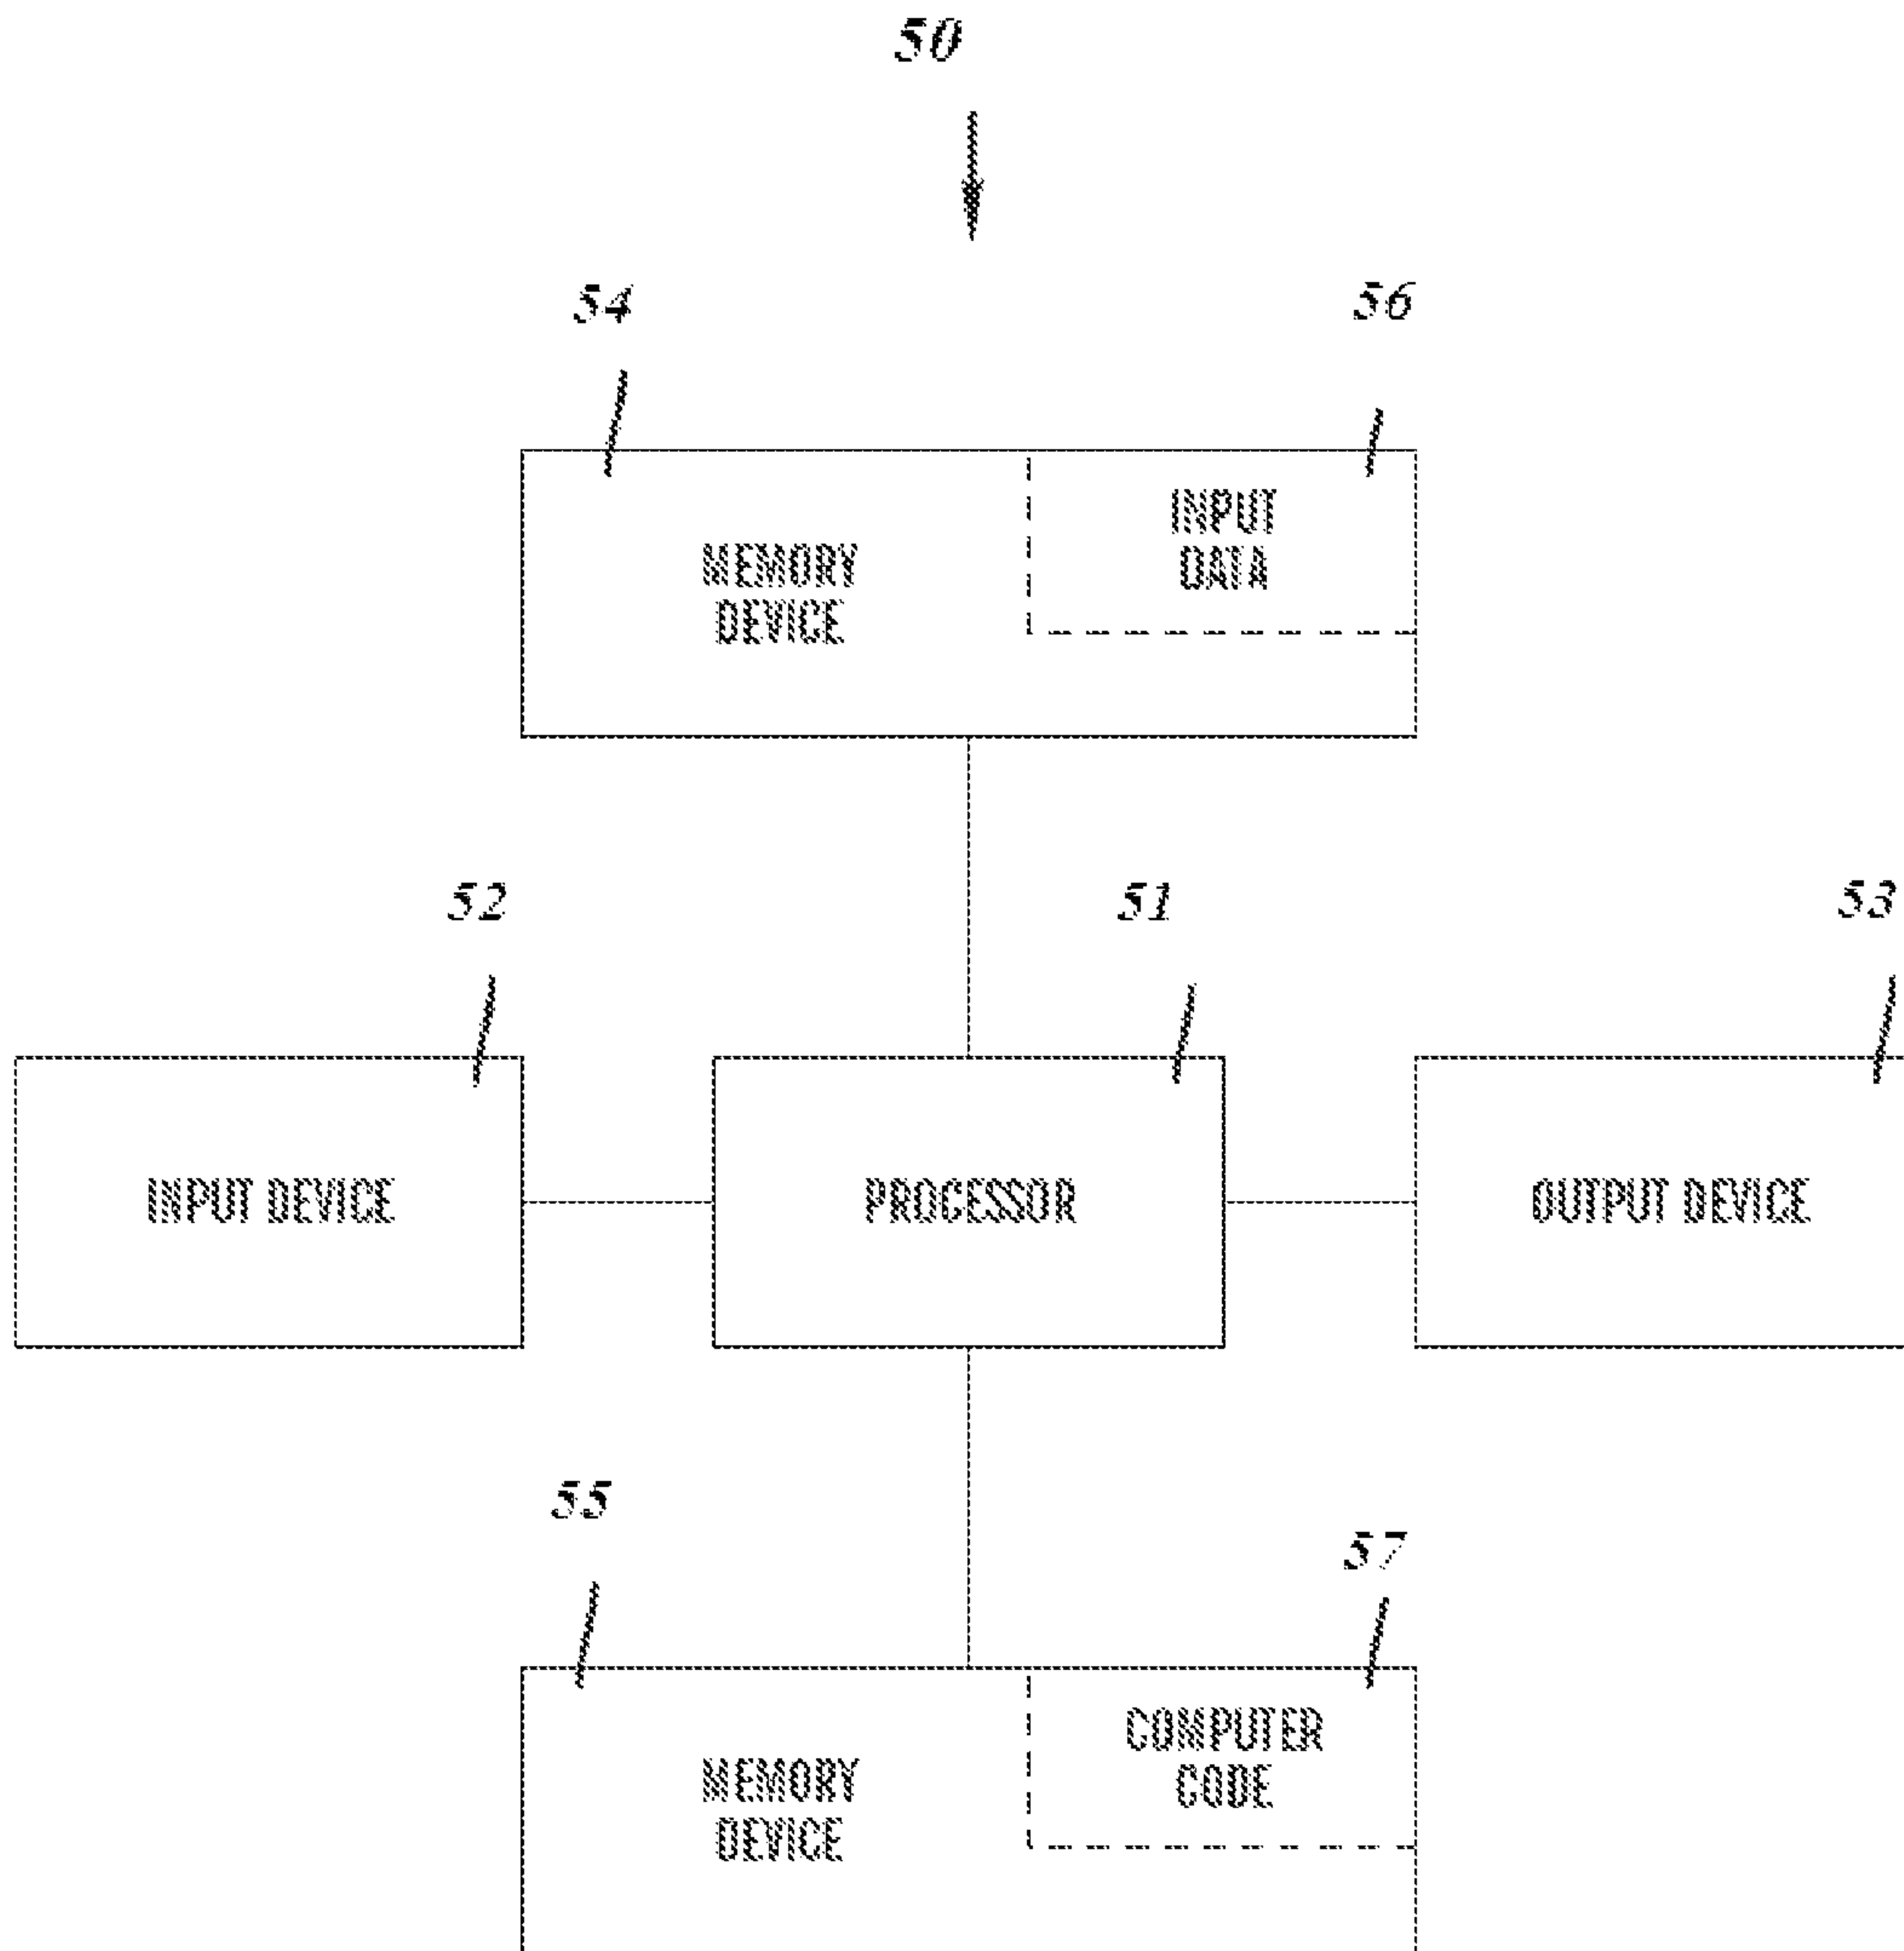 50
54
56
INPUT
DATA
MEMORY
DEVICE
52
51
53
INPUT DEVICE
PROCESSOR
OUTPUT DEVICE
55
57
COMPUTER
CODE
MEMORY
DEVICE